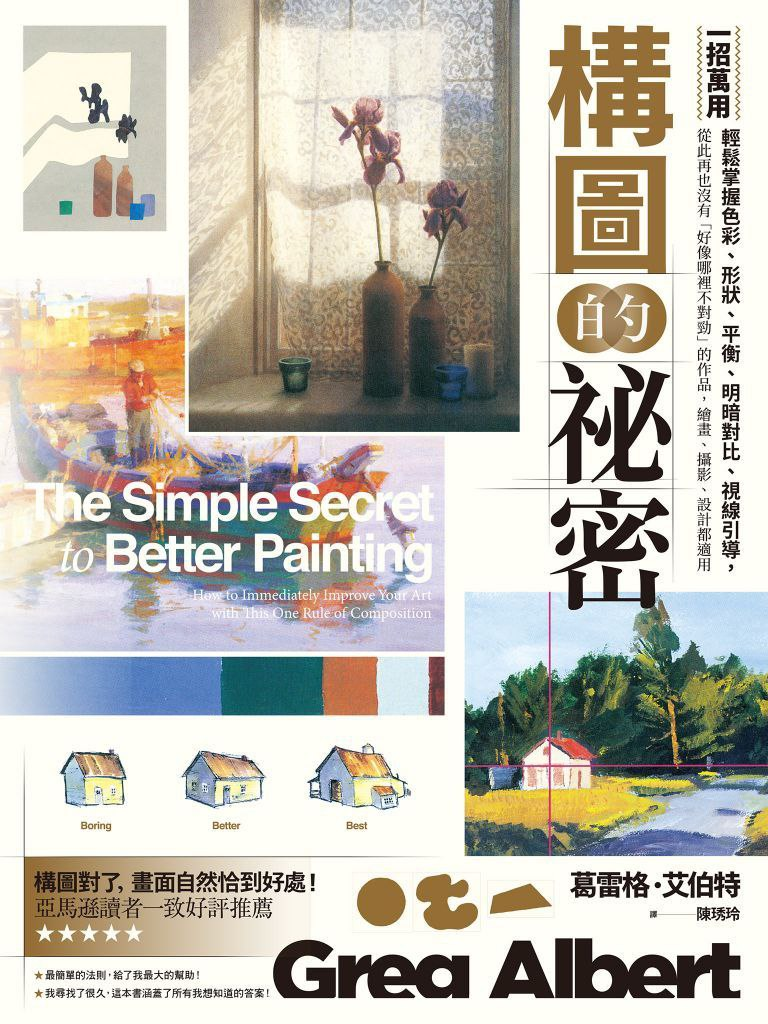 一招萬用
輕鬆掌握色彩、形狀、平衡、明暗對比、視線引導，
從此再也沒有「好像哪裡不對勁」的作品，繪畫、攝影、設計都適用
構圖的祕密
The Simple Secret
to Better Painting
How to Immediately Improve Your Art
with This One Rule of Composition
Boring
Better
Best
構圖對了，畫面自然恰到好處！
亞馬遜讀者一致好評推薦
★★★★★
★最簡單的法則，給了我最大的幫助！
★我尋找了很久，這本書涵蓋了所有我想知道的答案！
葛雷格・艾伯特
譯——陳琇玲
Greg Albert